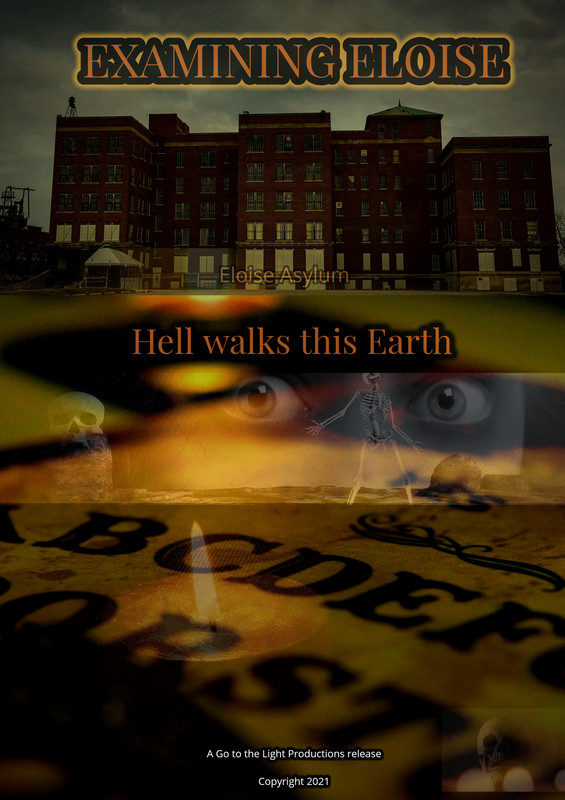 EXAMINING ELOISE
Eloise Asylum
Hell walks this Earth
A B C D E F
A Go to the Light Productions release
Copyright 2021